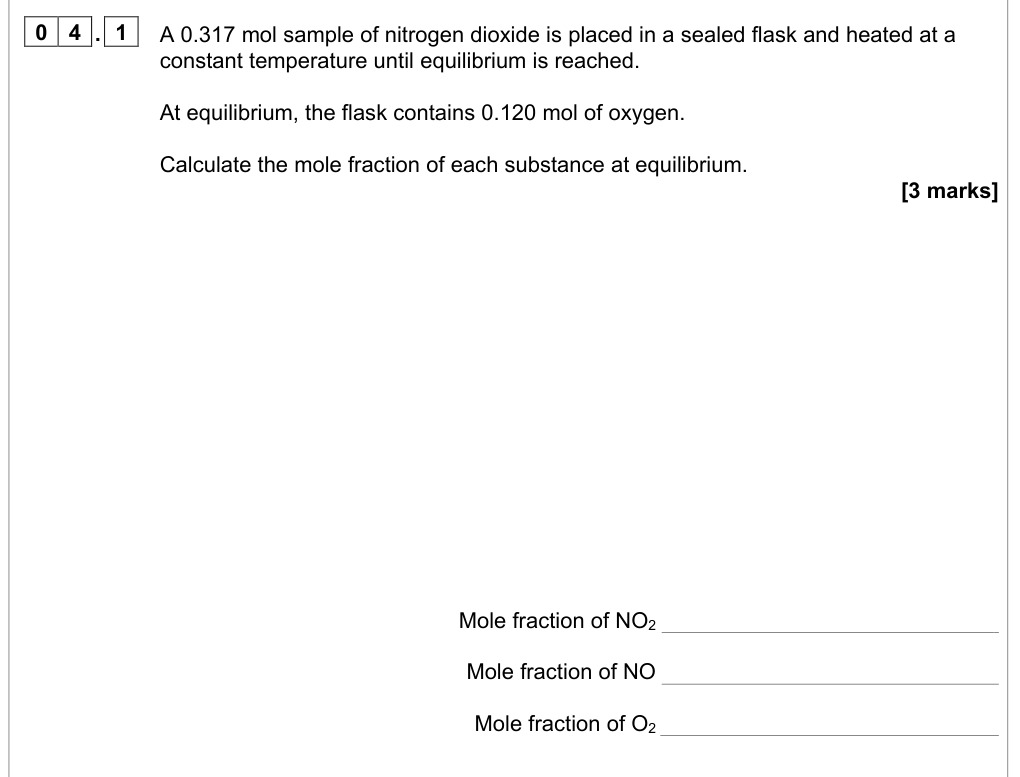 0 4 . 1 A 0.317 mol sample of nitrogen dioxide is placed in a sealed flask and heated at a
constant temperature until equilibrium is reached.
At equilibrium, the flask contains 0.120 mol of oxygen.
Calculate the mole fraction of each substance at equilibrium.
[3 marks]
Mole fraction of NO₂
Mole fraction of NO
Mole fraction of O₂